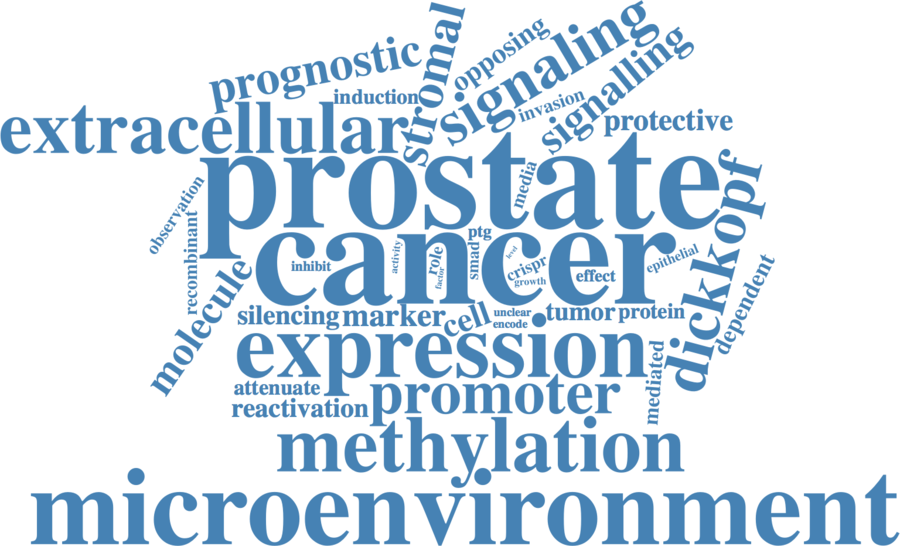 prognostic
stromal
opposing
signaling
signalling
induction
invasion
protective
extracellular
prostate
media
dickkopf
observation
recombinant
cancer
inhibit
activity
role
factor
smad
ptg
level
crispr
growth
effect
epithelial
dependent
molecule
silencing
marker
cell
unclear
encode
tumor
protein
expression
mediated
attenuate
reactivation
promoter
methylation
microenvironment